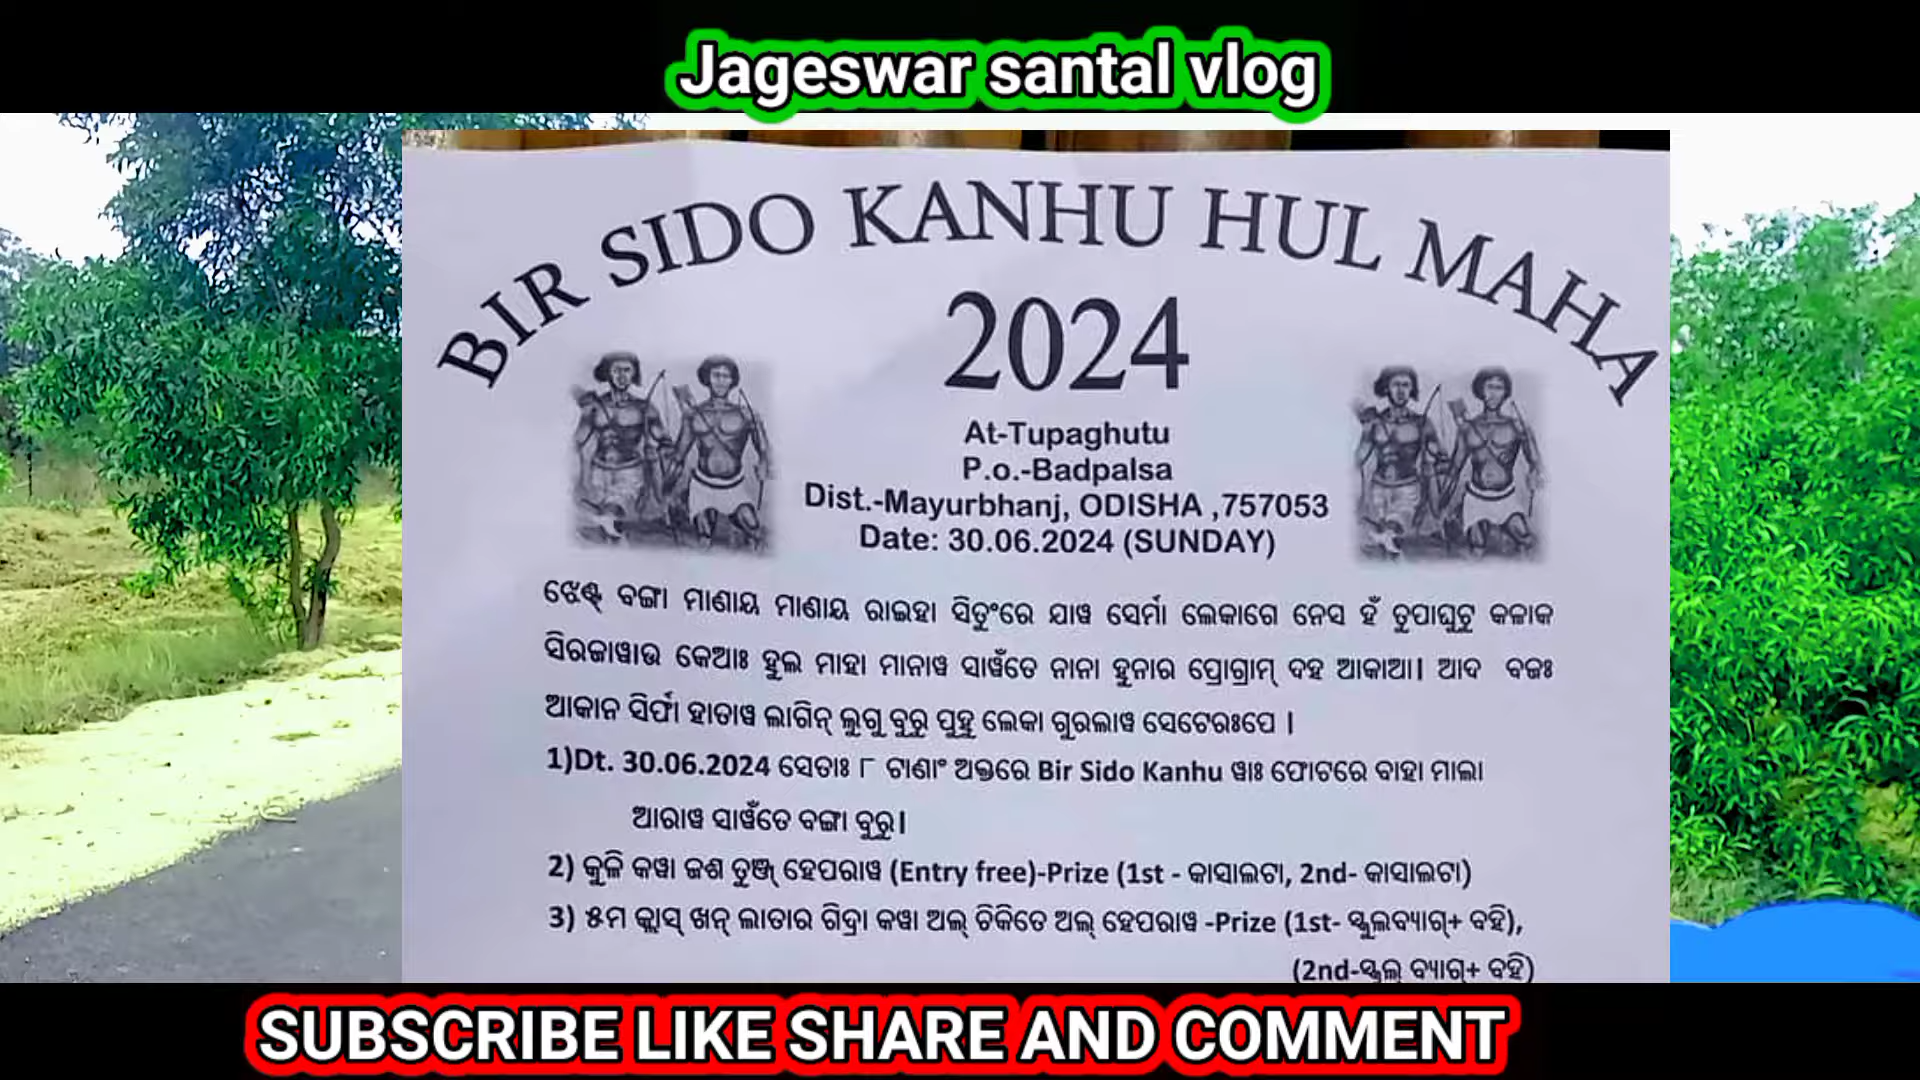 Jageswar santal vlog
BIR SIDO KANHU HUL MAHA
2024
At-Tupaghutu
P.o.-Badpalsa
Dist.-Mayurbhanj, ODISHA ,757053
Date: 30.06.2024 (SUNDAY)
ଝେଣ୍ଟ୍ ବଙ୍ଗା ମାଣାୟ ମାଣାୟ ରାଇହା ସିତୁଂରେ ଯାୱ ସେର୍ମା ଲେକାଗେ ନେସ ହଁ ତୁପାଘୁଟୁ କଳାକ
ସିରଜାୱାଉ କେଆଃ ହୁଲ ମାହା ମାନାୱ ସାୱଁତେ ନାନା ହୁନାର ପ୍ରୋଗ୍ରାମ୍ ଦହ ଆକାଆ। ଆଦ ବଜଃ
ଆକାନ ସିର୍ଫା ହାତାୱ ଲାଗିନ୍ ଲୁଗୁ ବୁରୁ ପୁହୁ ଲେକା ଗୁରଲାୱ ସେଟେରଃପେ ।
1)Dt. 30.06.2024 ସେତାଃ ୮ ଟାଣାଂ ଅକ୍ତରେ Bir Sido Kanhu ୱାଃ ଫୋଟରେ ବାହା ମାଲା
ଆରାୱ ସାୱଁତେ ବଙ୍ଗା ବୁରୁ।
2) କୁଳି କୱା ଜଶ ତୁଞ୍ଜ୍ ହେପରାୱ (Entry free)-Prize (1st - କାସାଲଟା, 2nd- କାସାଲଟା)
3) ୫ମ କ୍ଲାସ୍ ଖନ୍ ଲାତାର ଗିଦ୍ରା କୱା ଅଲ୍ ଚିକିତେ ଅଲ୍ ହେପରାୱ -Prize (1st- ସ୍କୁଲବ୍ୟାଗ୍+ ବହି),
(2nd-ସ୍କୁଲ୍ ବ୍ୟାଗ୍+ ବହି)
SUBSCRIBE LIKE SHARE AND COMMENT